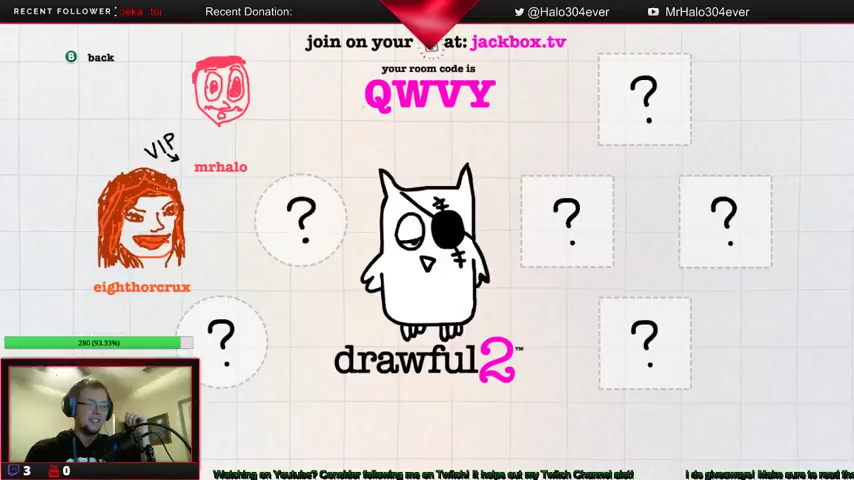 RECENT FOLLOWER
Recent Donation:
@Halo304ever
MrHalo304ever
join on your at: jackbox.tv
B back
your room code is
QWVY
VIP
mrhalo
eighthorcrux
? ? ? ? ? ? ?
drawful 2™
280 (93.33%)
3 0
Watching on Youtube? Consider following me on Twitch! It helps out my Twitch Channel alot! I do giveaways! Make sure to read the